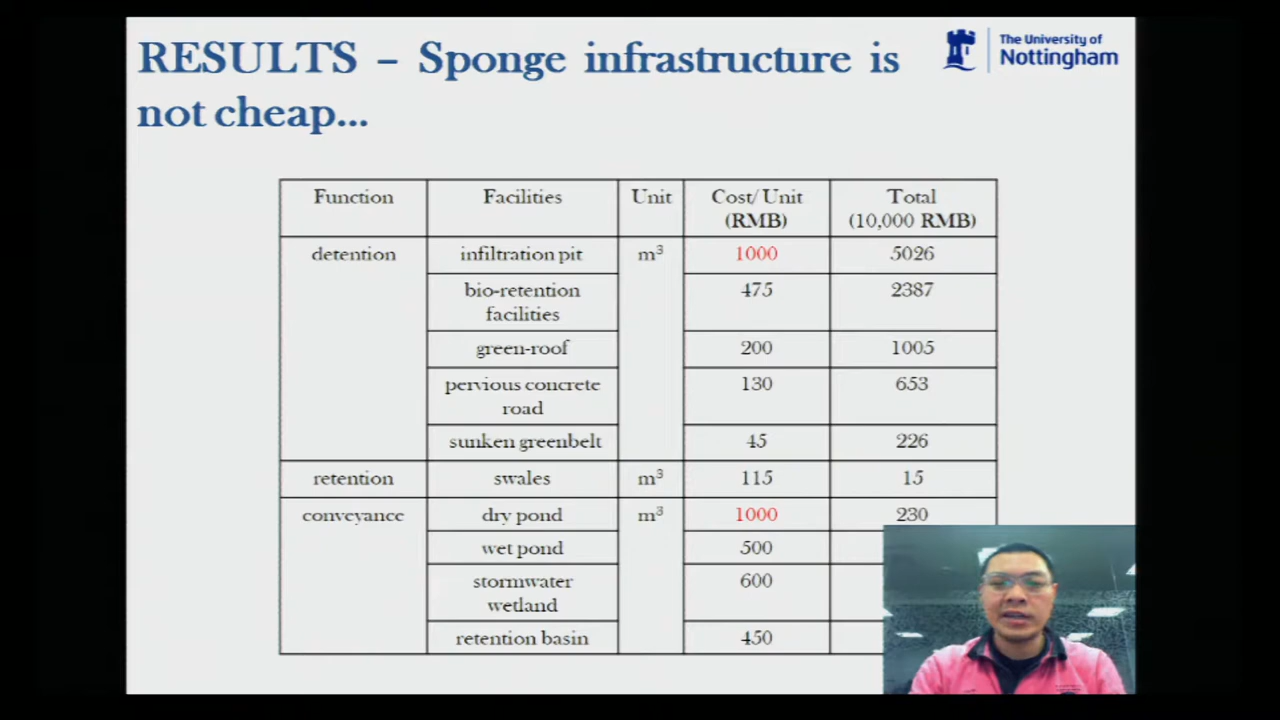 RESULTS – Sponge infrastructure is
not cheap...
The University of
Nottingham
Function Facilities Unit Cost/Unit (RMB) Total (10,000 RMB)
detention infiltration pit m³ 1000 5026
bio-retention facilities 475 2387
green-roof 200 1005
pervious concrete road 130 653
sunken greenbelt 45 226
retention swales m³ 115 15
conveyance dry pond m³ 1000 230
wet pond 500
stormwater wetland 600
retention basin 450